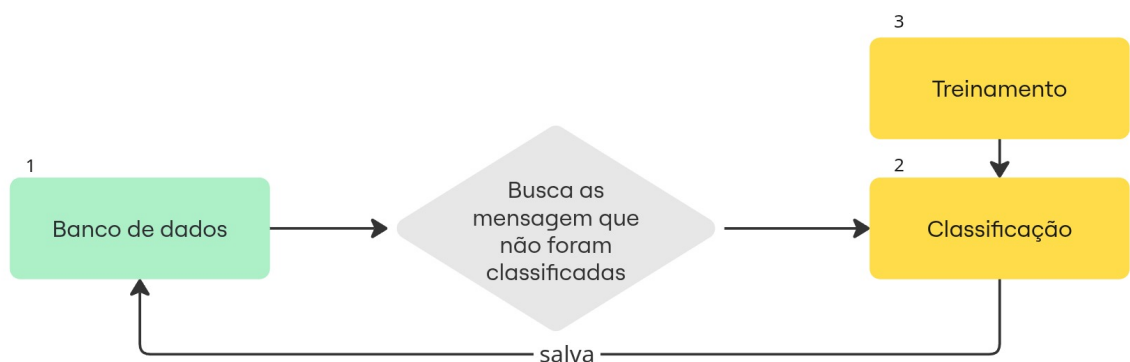 3
Treinamento
1
Banco de dados
Busca as
mensagem que
não foram
classificadas
2
Classificação
salva